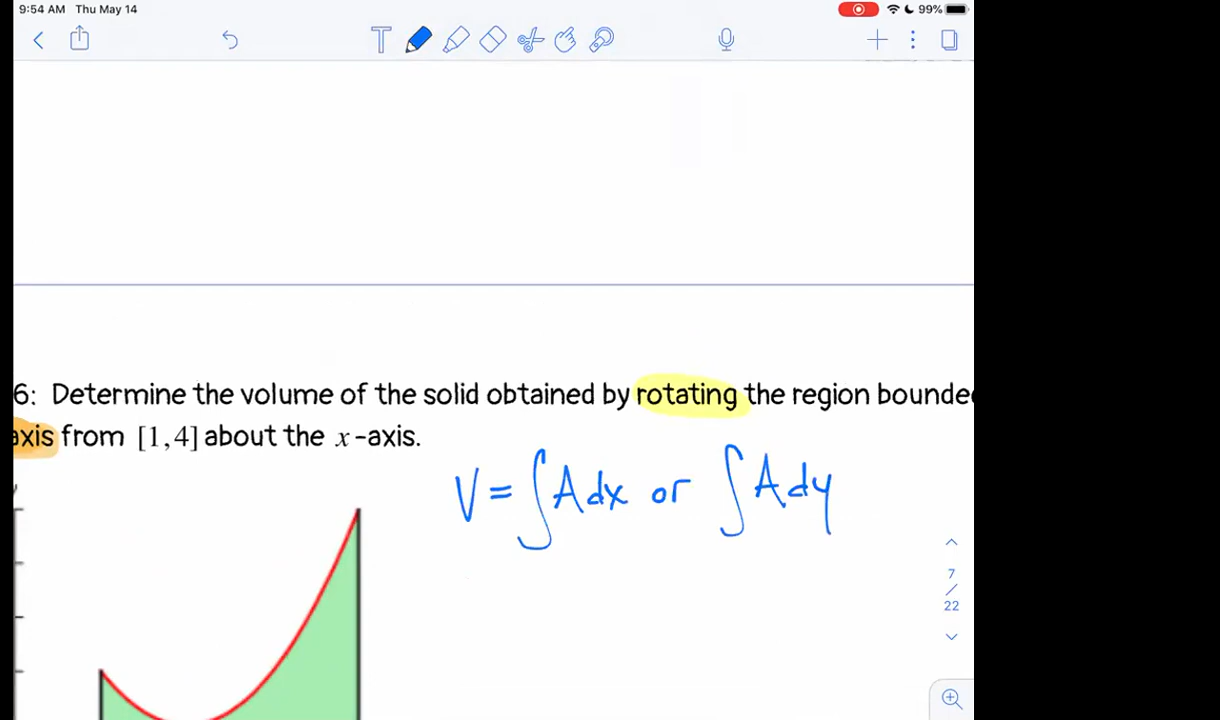 9:54 AM Thu May 14
99%
T
6: Determine the volume of the solid obtained by rotating the region bounde
axis from [1,4] about the x-axis.
V = ∫A dx or ∫A dy
7
/
22